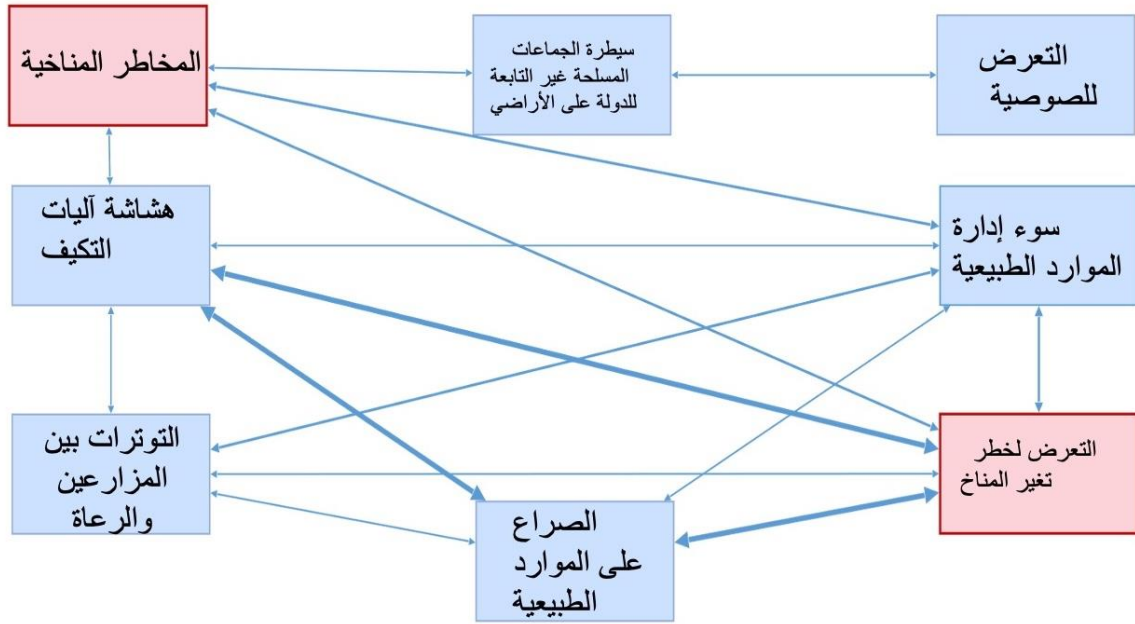 المخاطر المناخية
سيطرة الجماعات
المسلحة غير التابعة
للدولة على الأراضي
التعرض
للصوصية
هشاشة آليات
التكيف
سوء إدارة
الموارد الطبيعية
التوترات بين
المزارعين
والرعاة
الصراع
على الموارد
الطبيعية
التعرض لخطر
تغير المناخ